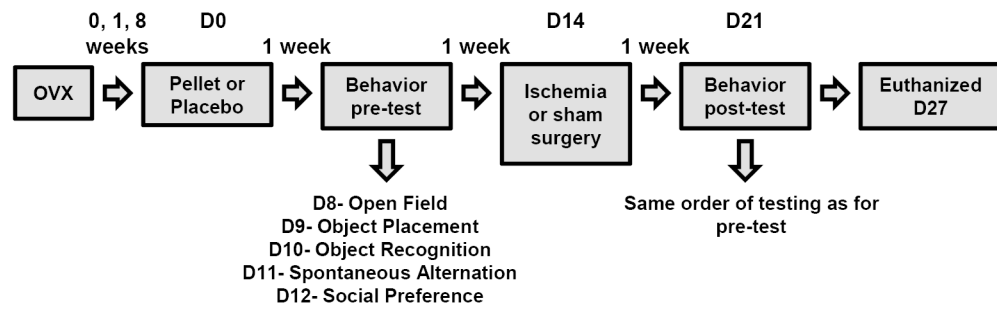 0, 1, 8
weeks
D0
1 week
1 week
D14
1 week
D21
OVX
Pellet or
Placebo
Behavior
pre-test
Ischemia
or sham
surgery
Behavior
post-test
Euthanized
D27
D8- Open Field
D9- Object Placement
D10- Object Recognition
D11- Spontaneous Alternation
D12- Social Preference
Same order of testing as for
pre-test